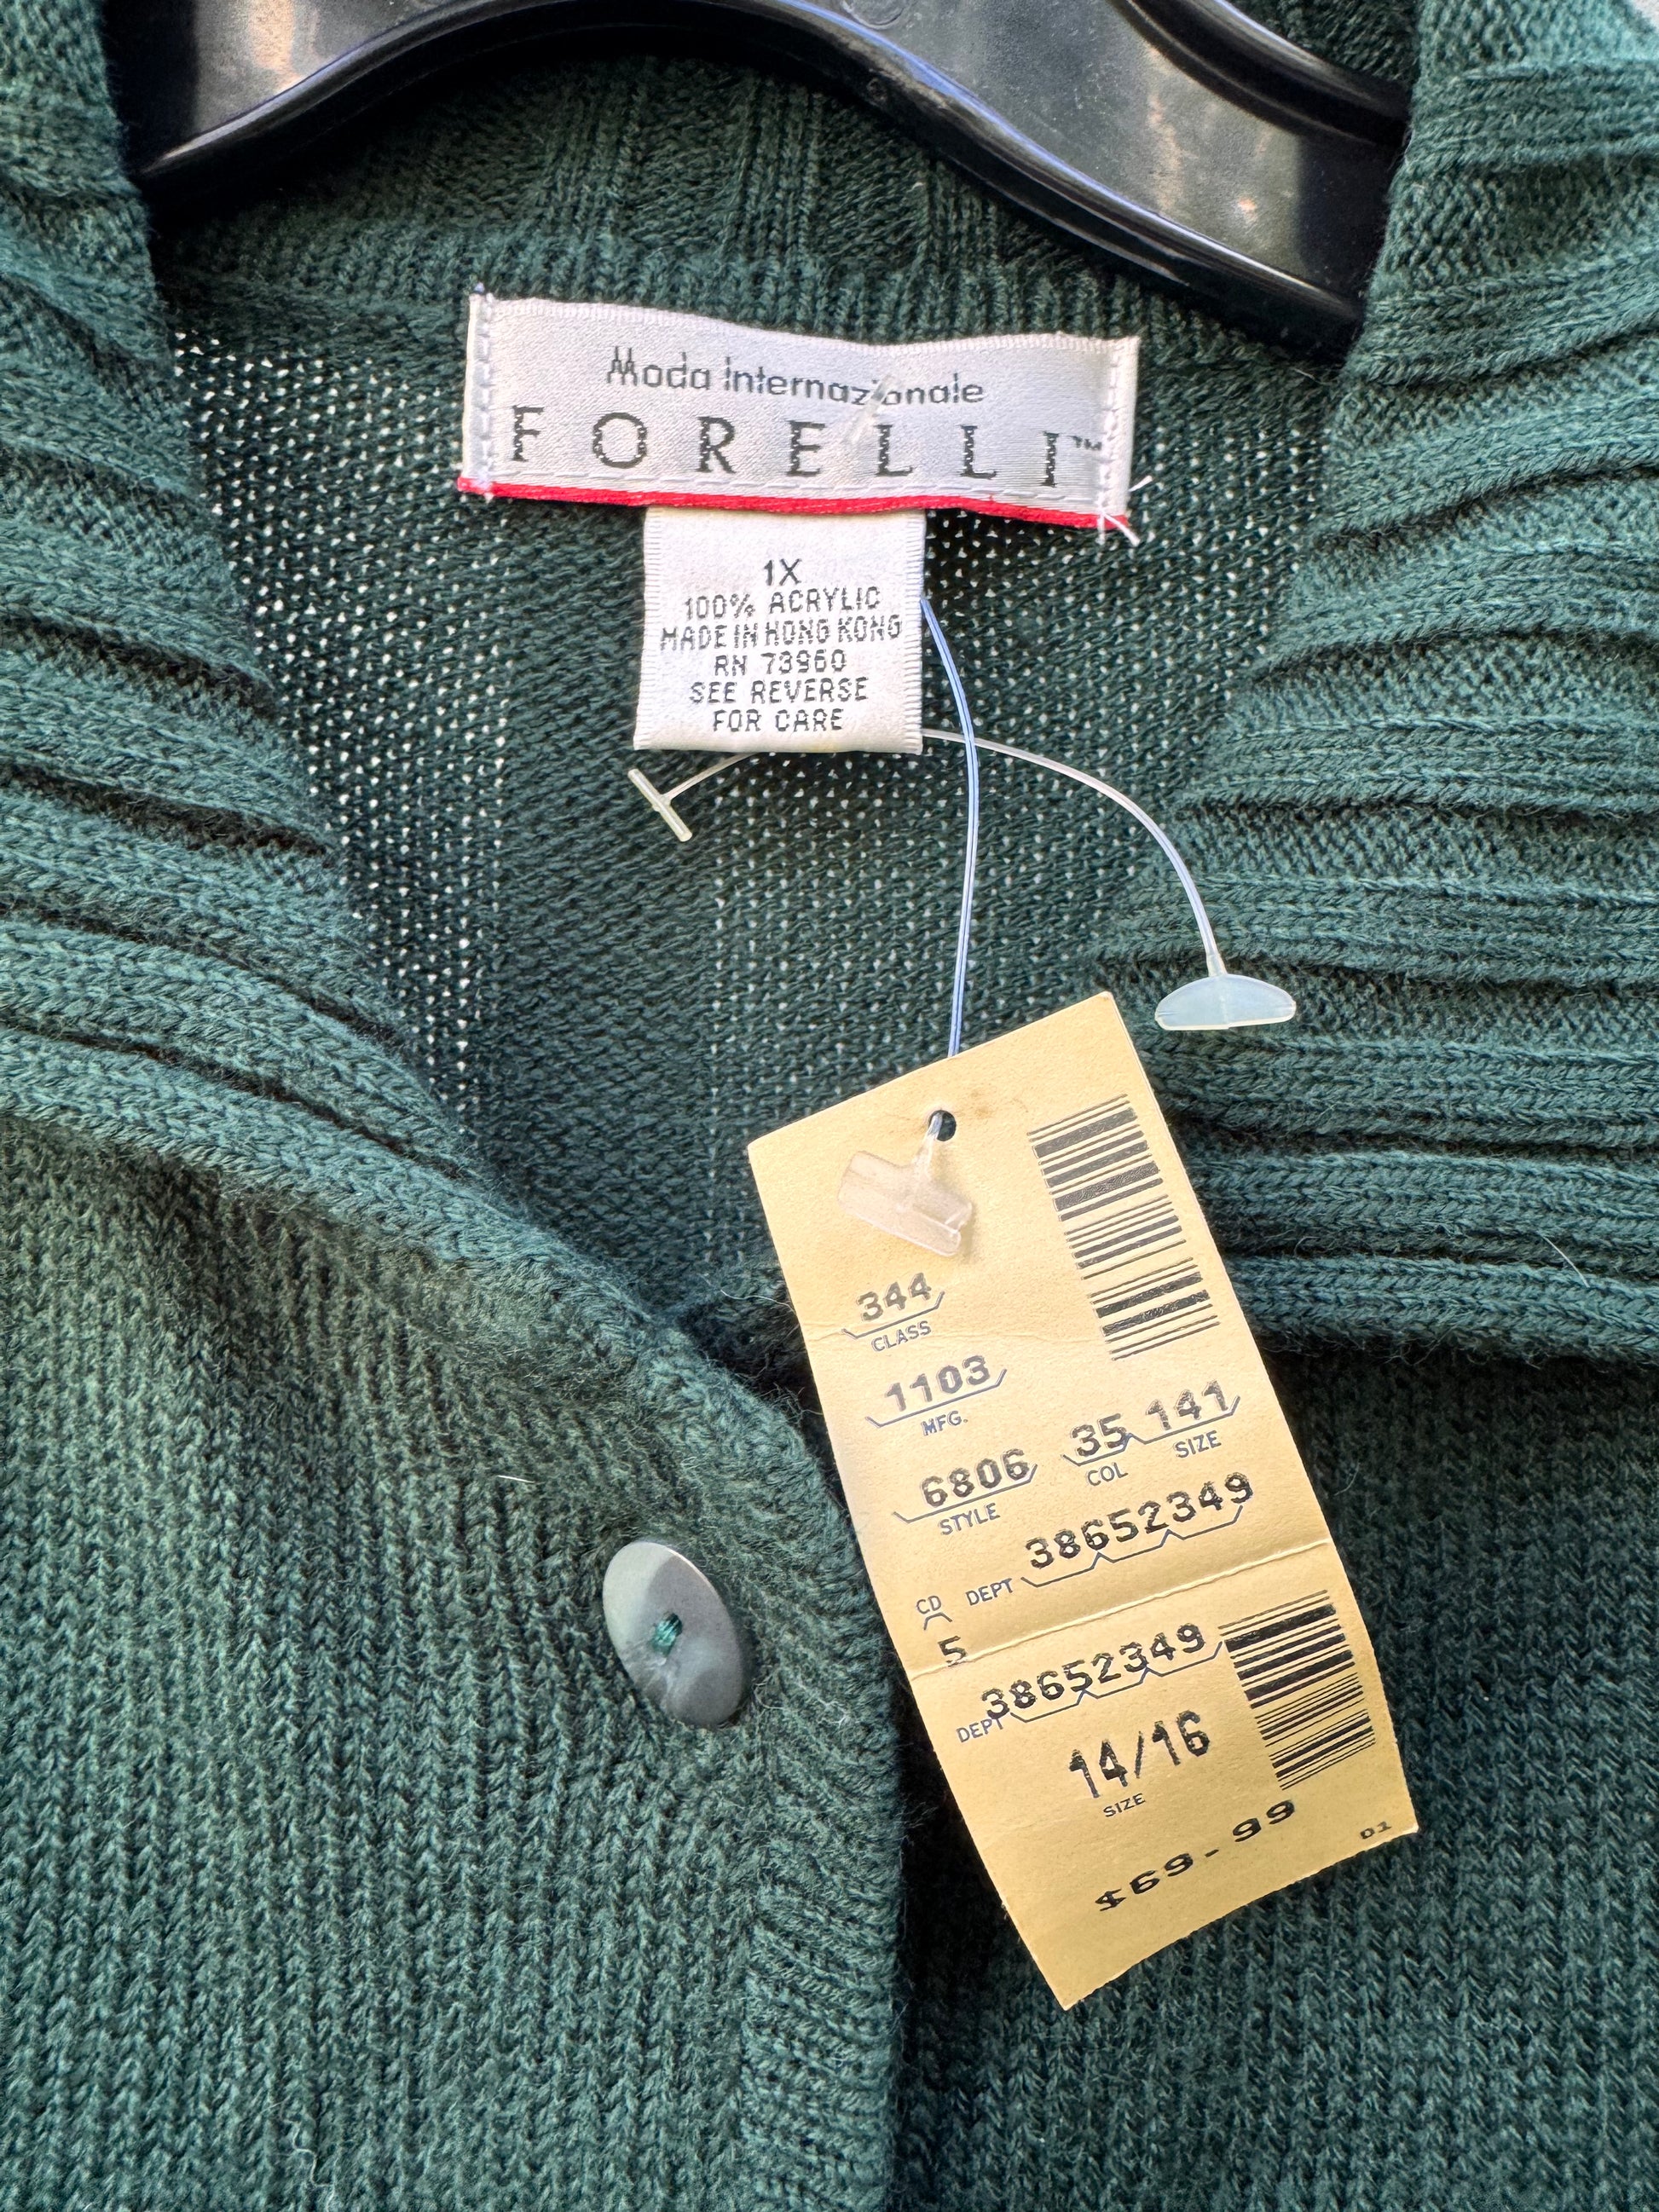 Moda Internazionale
FORELLI™
1X
100% ACRYLIC
MADE IN HONG KONG
RN 73960
SEE REVERSE
FOR CARE
344
CLASS
1103
MFG.
6806 35 141
STYLE COL SIZE
DEPT 38652349
CD
5
DEPT 38652349
14/16
SIZE
$69.99
D1